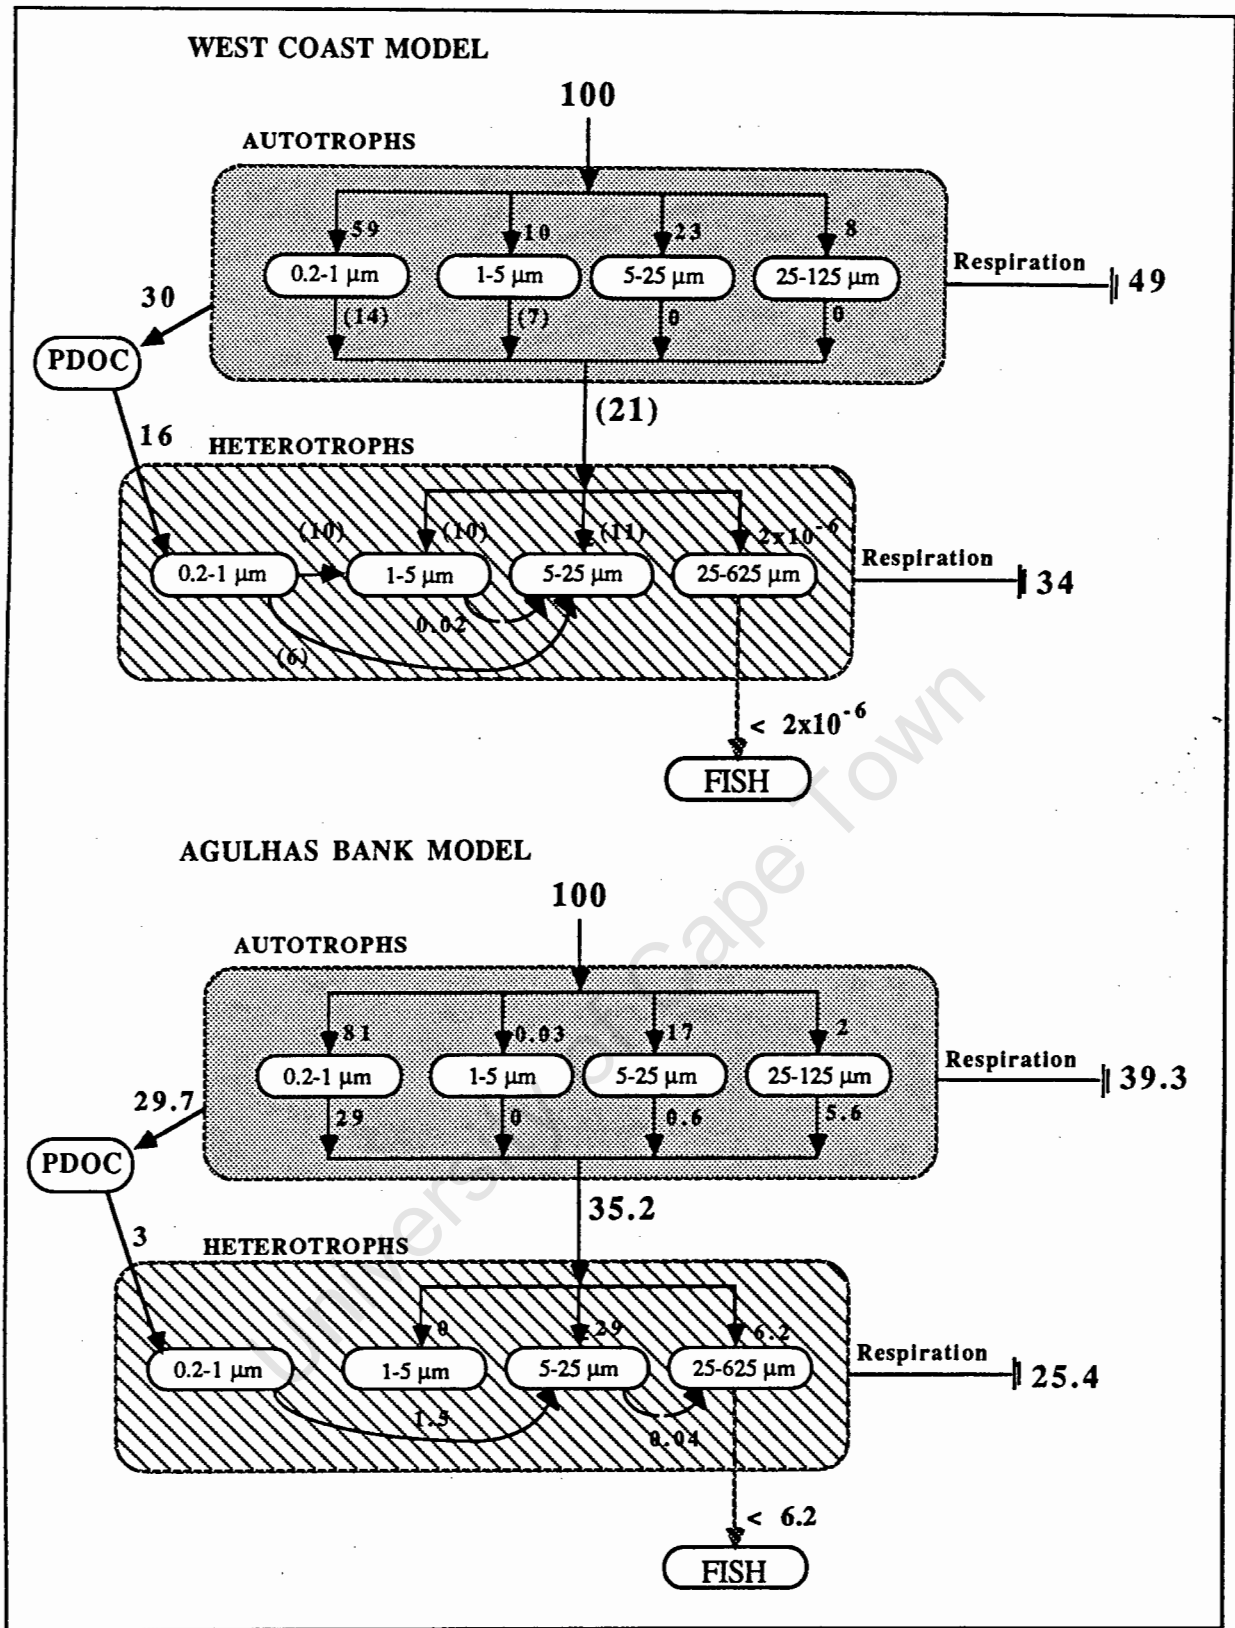 WEST COAST MODEL
100
AUTOTROPHS
59 10 23 8
0.2-1 µm 1-5 µm 5-25 µm 25-125 µm
Respiration
49
30
(14) (7) 0 0
PDOC
(21)
16
HETEROTROPHS
(10) (10) (11) 2x10⁻⁶
0.2-1 µm 1-5 µm 5-25 µm 25-625 µm
Respiration
34
0.02
(6)
< 2x10⁻⁶
FISH
AGULHAS BANK MODEL
100
AUTOTROPHS
81 0.03 17 2
0.2-1 µm 1-5 µm 5-25 µm 25-125 µm
Respiration
39.3
29.7
29 0 0.6 5.6
PDOC
35.2
3
HETEROTROPHS
0 29 6.2
0.2-1 µm 1-5 µm 5-25 µm 25-625 µm
Respiration
25.4
1.5
0.04
< 6.2
FISH
University of Cape Town